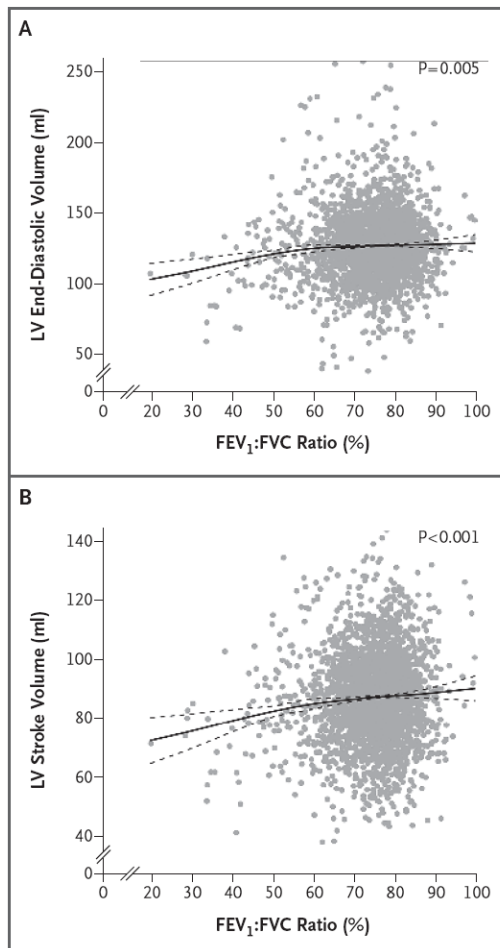 A
P=0.005
LV End-Diastolic Volume (ml)
250
200
150
100
50
0
0 20 30 40 50 60 70 80 90 100
FEV₁:FVC Ratio (%)
B
P<0.001
LV Stroke Volume (ml)
140
120
100
80
60
40
0
0 20 30 40 50 60 70 80 90 100
FEV₁:FVC Ratio (%)